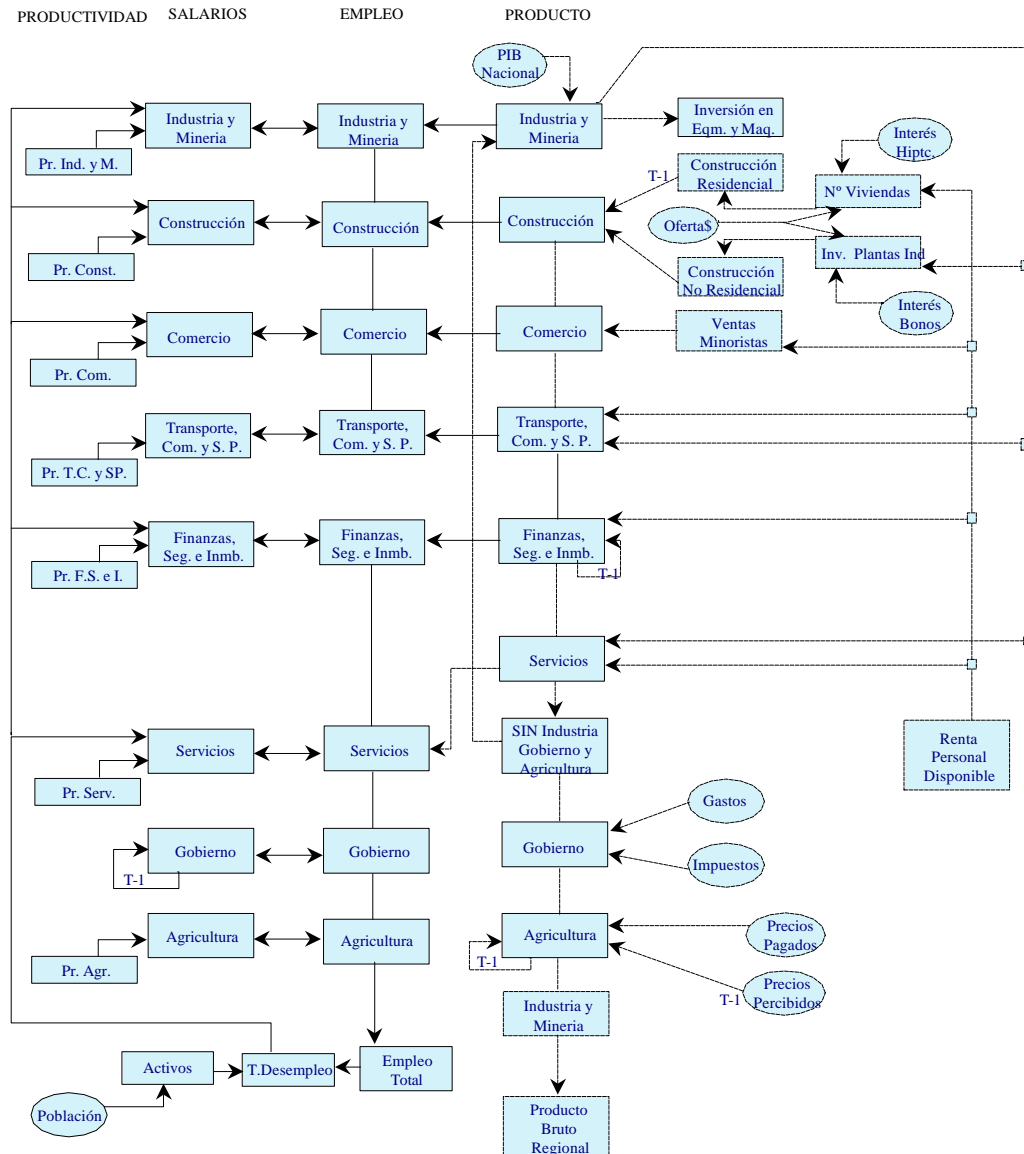 PRODUCTIVIDAD SALARIOS EMPLEO PRODUCTO
PIB
Nacional
Industria y
Mineria
Industria y
Mineria
Industria y
Mineria
Inversión en
Eqm. y Maq.
Interés
Hiptc.
Pr. Ind. y M.
T-1
Construcción
Residencial
Nº Viviendas
Construcción
Construcción
Construcción
Oferta$
Pr. Const.
Construcción
No Residencial
Inv. Plantas Ind
Interés
Bonos
Comercio
Comercio
Comercio
Ventas
Minoristas
Pr. Com.
Transporte,
Com. y S. P.
Transporte,
Com. y S. P.
Transporte,
Com. y S. P.
Pr. T.C. y SP.
Finanzas,
Seg. e Inmb.
Finanzas,
Seg. e Inmb.
Finanzas,
Seg. e Inmb.
T-1
Pr. F.S. e I.
Servicios
Servicios
Servicios
SIN Industria
Gobierno y
Agricultura
Renta
Personal
Disponible
Pr. Serv.
Gastos
Gobierno
Gobierno
Gobierno
Impuestos
T-1
Agricultura
Agricultura
Agricultura
Precios
Pagados
T-1
Pr. Agr.
T-1
Precios
Percibidos
Industria y
Mineria
Activos
T.Desempleo
Empleo
Total
Población
Producto
Bruto
Regional